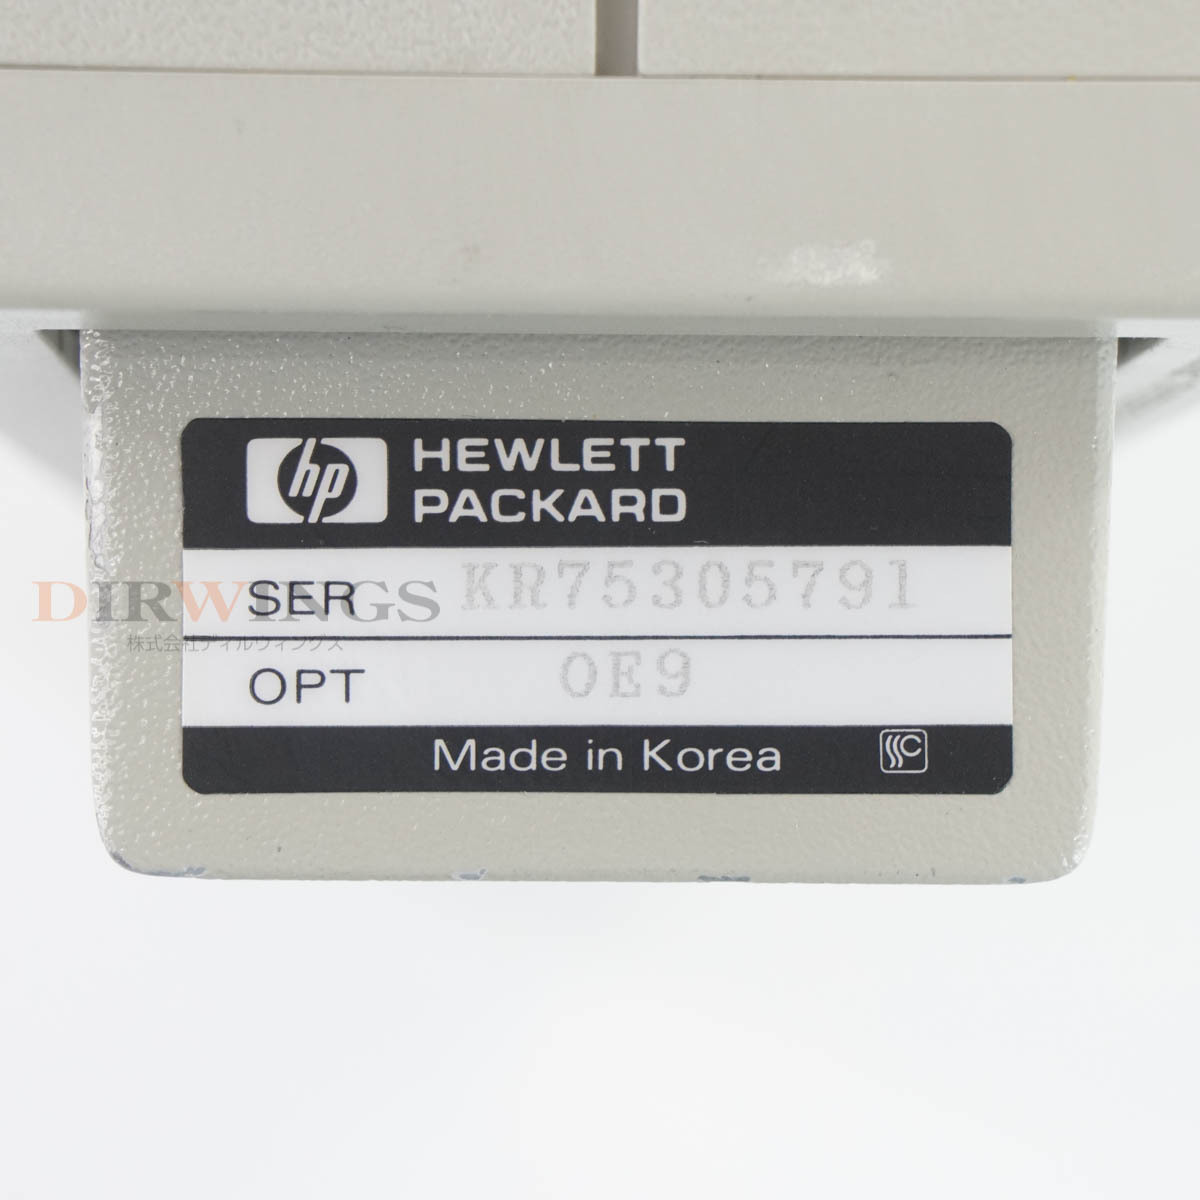 hp HEWLETT
PACKARD
SER KR75305791
DIRWINGS
株式会社ディルウィングス
OPT 0E9
Made in Korea